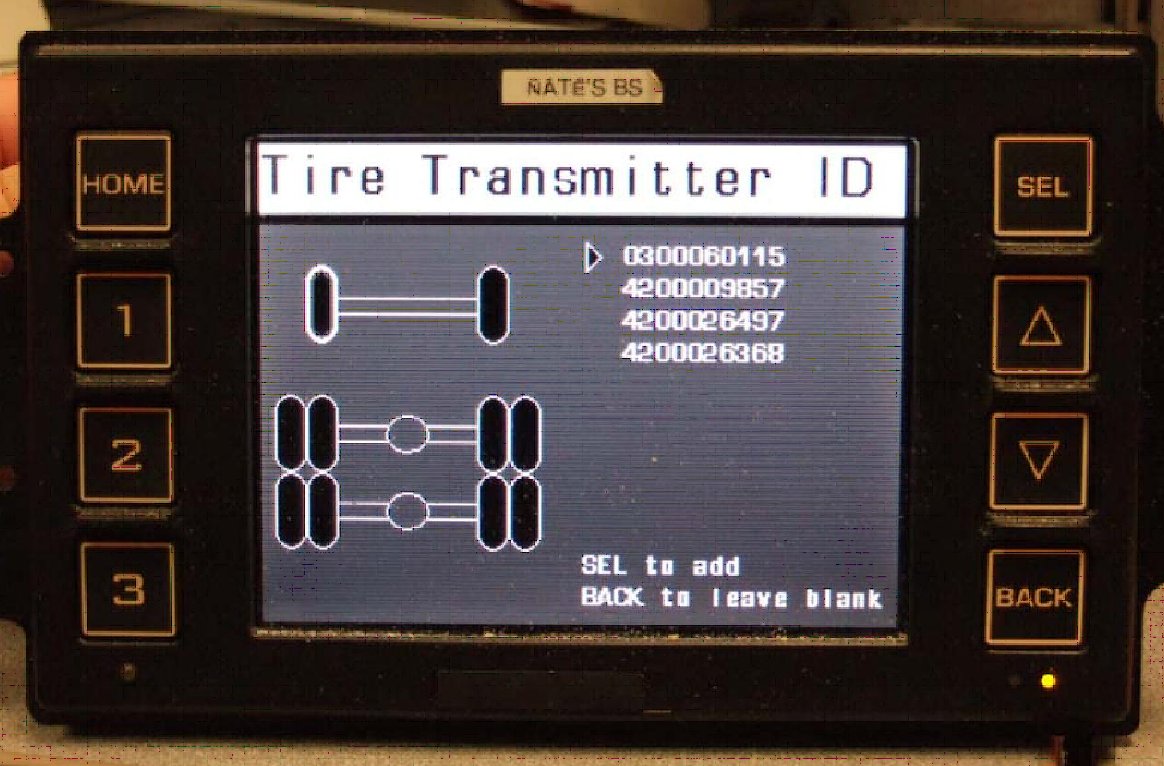 NATE'S BS
HOME
SEL
Tire Transmitter ID
0300060115
4200009857
4200026497
4200026368
1
2
3
SEL to add
BACK to leave blank
BACK